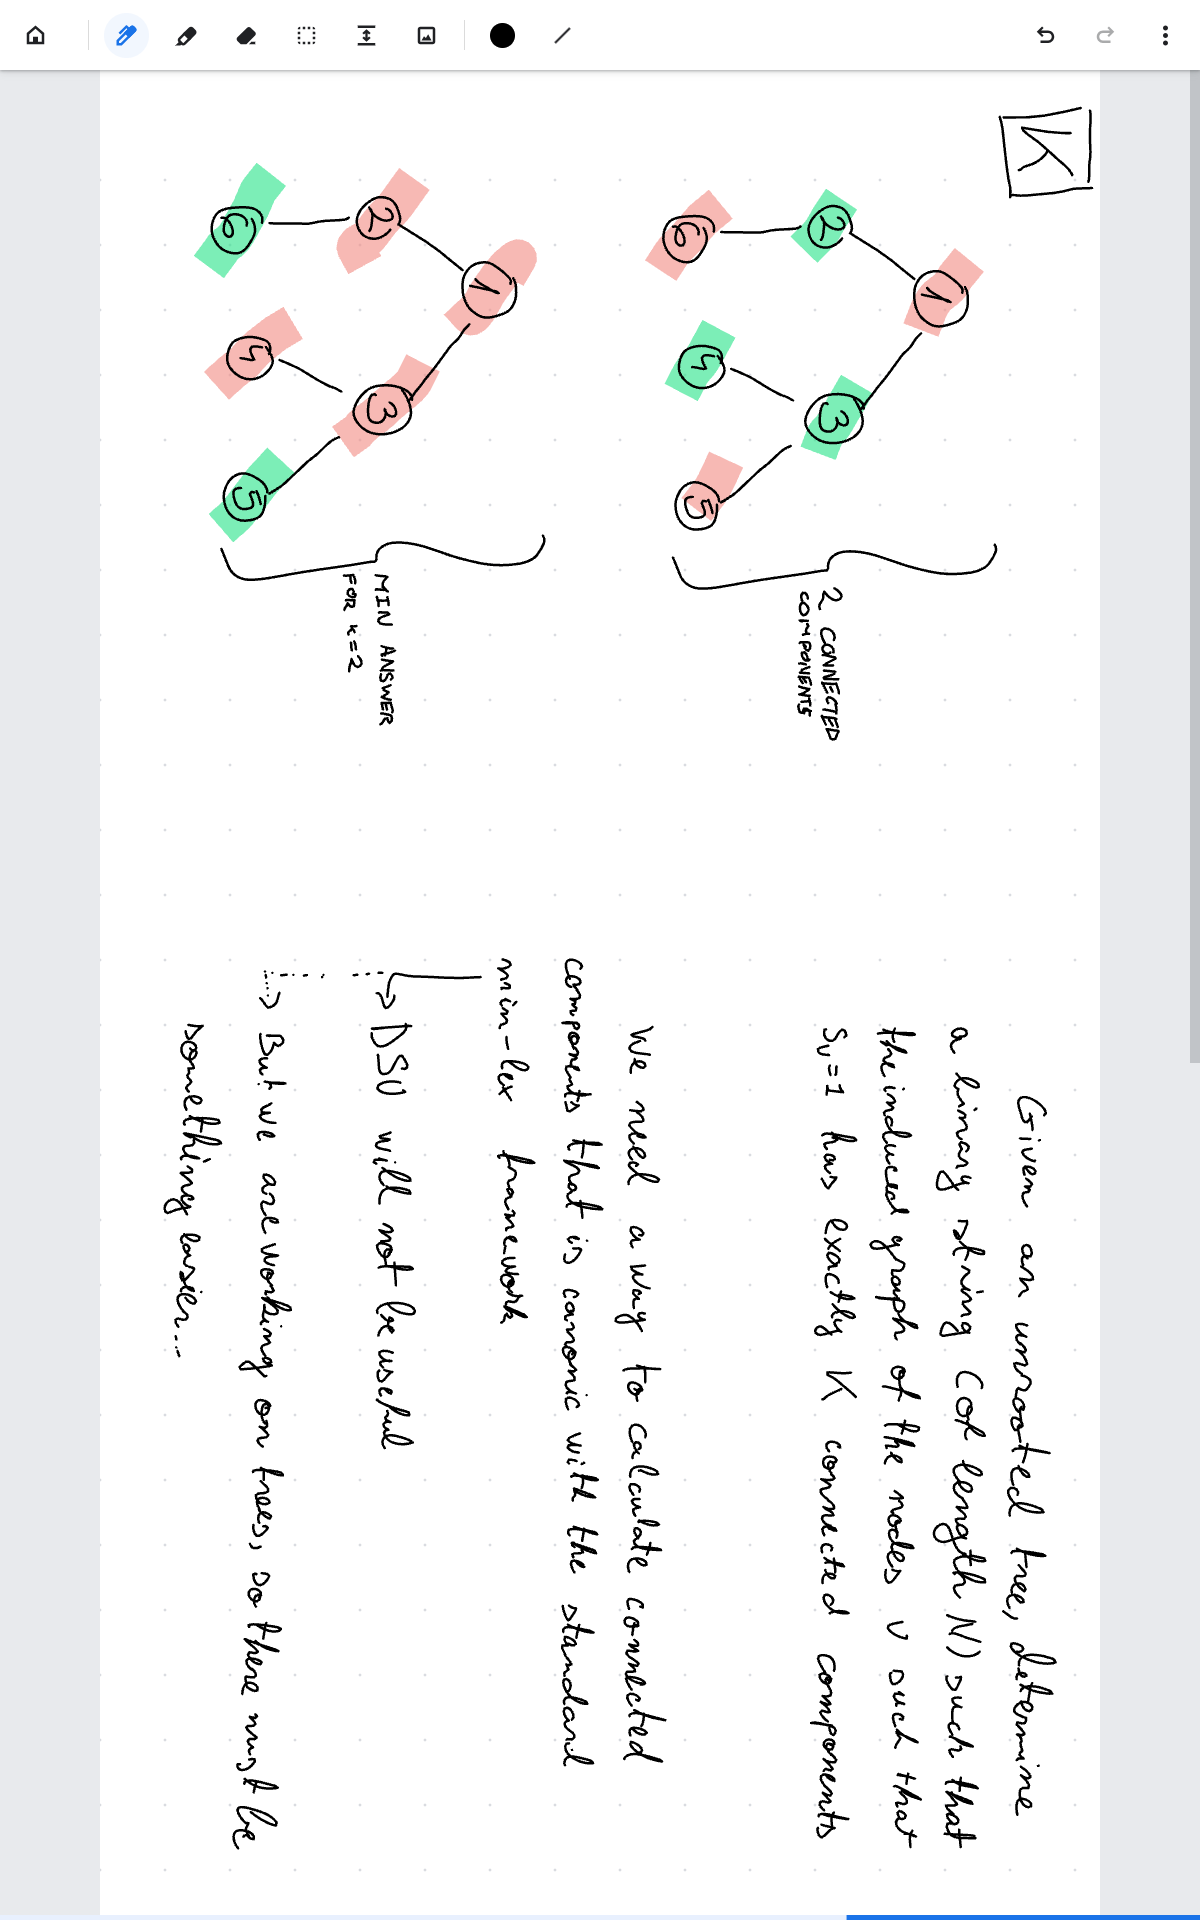 K
1
2
3
6
4
5
2 CONNECTED
COMPONENTS
1
2
3
6
4
5
MIN ANSWER
FOR K=2
Given an unrooted tree, determine
a binary string (of length N) such that
the induced graph of the nodes v such that
Sv=1 has exactly K connected components
We need a way to calculate connected
components that is canonic with the standard
min-lex framework
→ DSU will not be useful
→ But we are working on trees, so there must be
something easier...